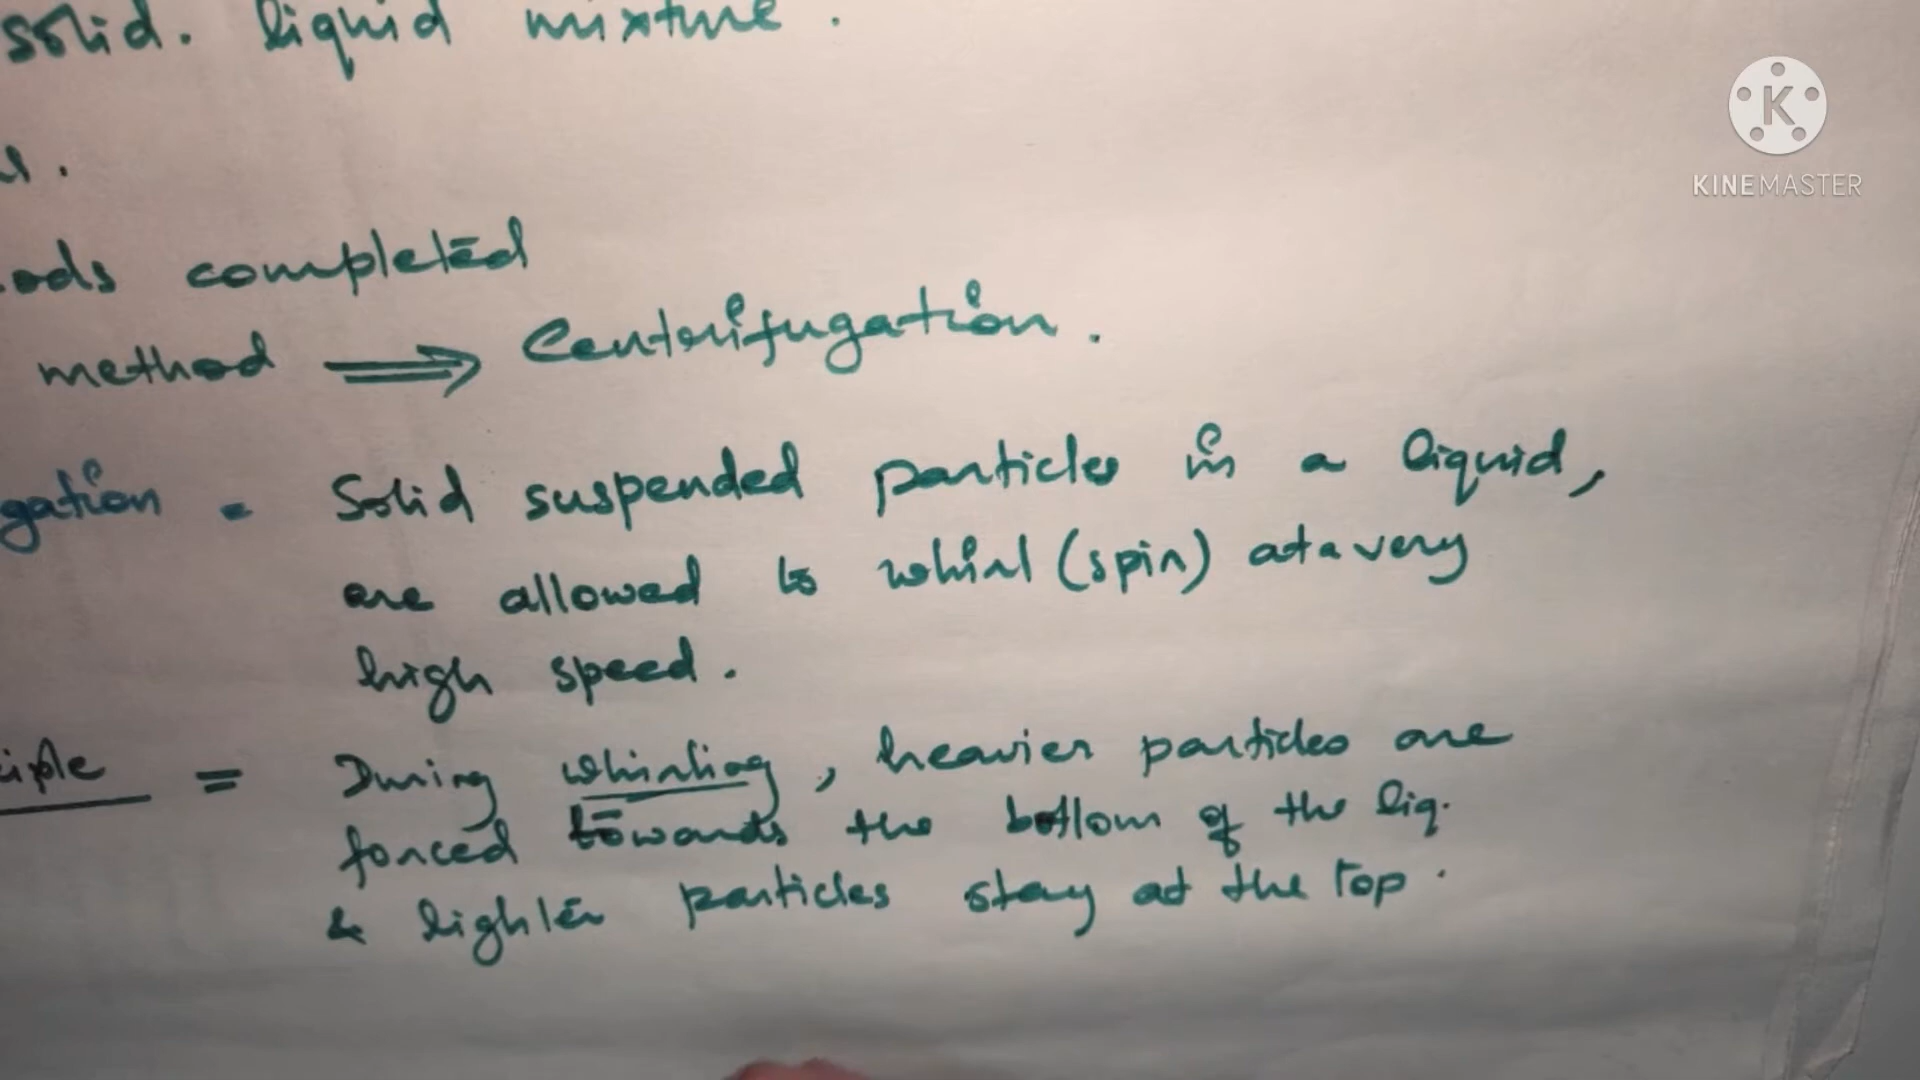 solid. liquid mixture.
K
KINEMASTER
ods completed
method ⟹ Centrifugation.
gation = Solid suspended particles in a liquid,
are allowed to whirl (spin) at a very
high speed.
ciple = During whirling, heavier particles are
forced towards the bottom of the liq.
& lighter particles stay at the top.